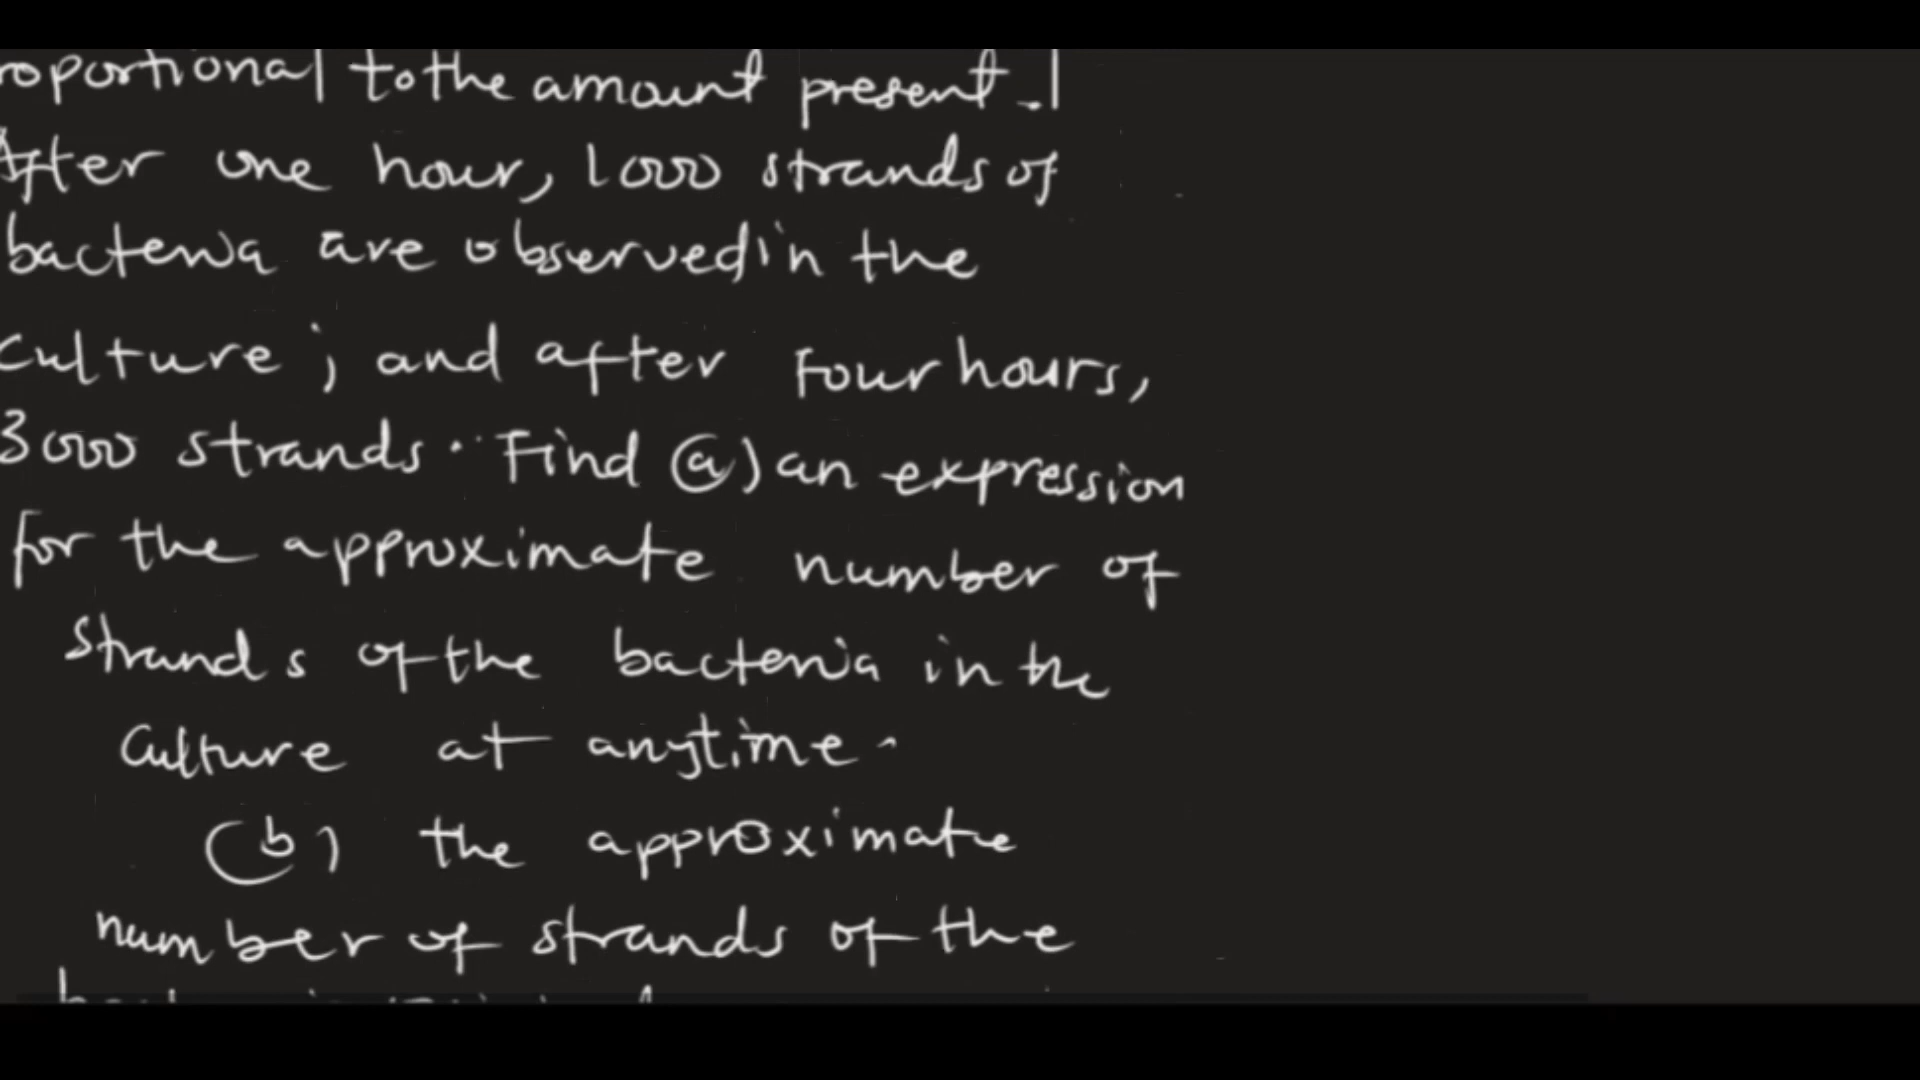 roportional to the amount present.
After one hour, 1000 strands of
bacteria are observed in the
culture; and after Four hours,
3000 strands. Find (a) an expression
for the approximate number of
strands of the bacteria in the
culture at anytime.
(b) the approximate
number of strands of the